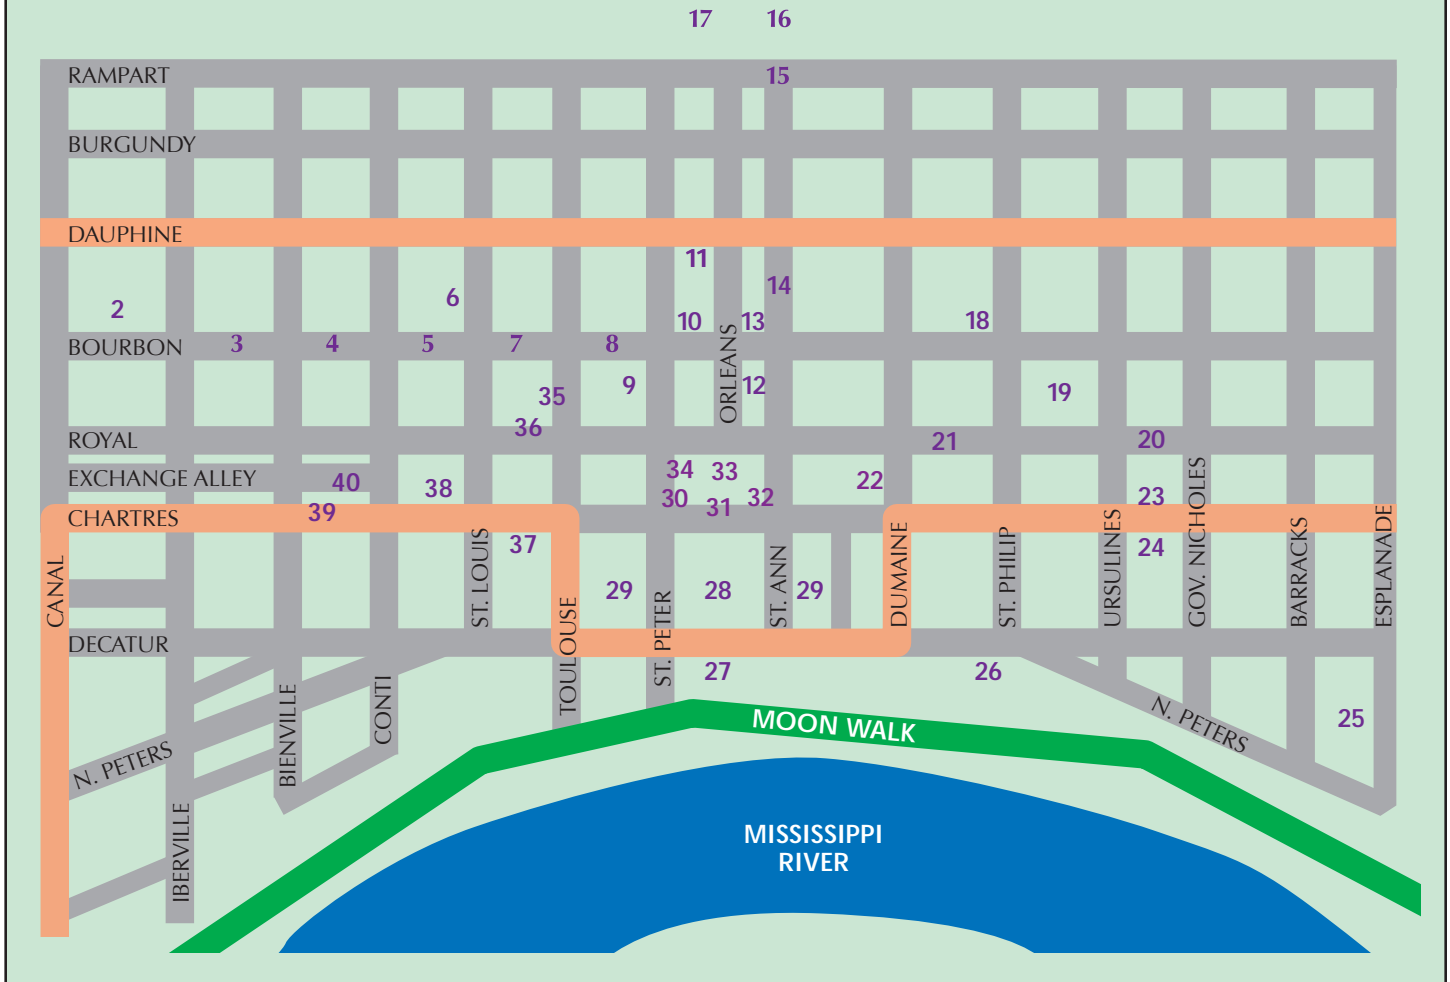 17 16
RAMPART 15
BURGUNDY
DAUPHINE
11
14
6
2
10 13 18
BOURBON 3 4 5 7 8
ORLEANS
9 12
35 19
36
ROYAL 21 20
34 33
EXCHANGE ALLEY 40 38 22
30 31 32 23
39
CHARTRES
37 24
CANAL
ST. LOUIS
TOULOUSE
29
ST. PETER
28
ST. ANN
29
DUMAINE
ST. PHILIP
URSULINES
GOV. NICHOLES
BARRACKS
ESPLANADE
DECATUR
27 26
BIENVILLE
CONTI
N. PETERS
25
N. PETERS
MOON WALK
IBERVILLE
MISSISSIPPI
RIVER